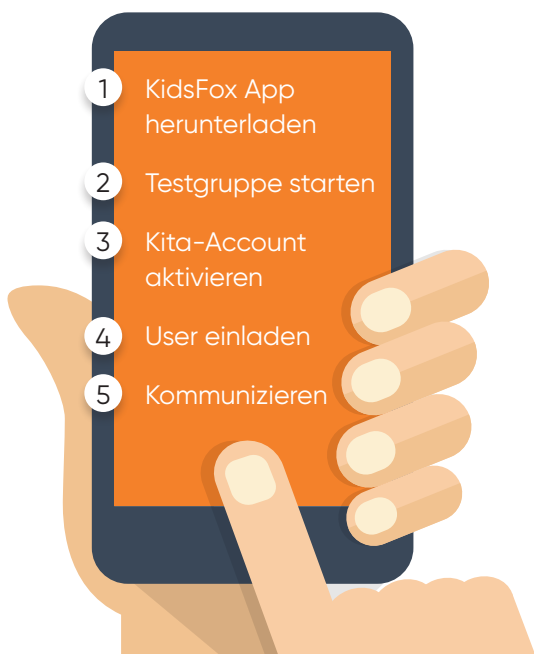 1 KidsFox App
herunterladen
2 Testgruppe starten
3 Kita-Account
aktivieren
4 User einladen
5 Kommunizieren